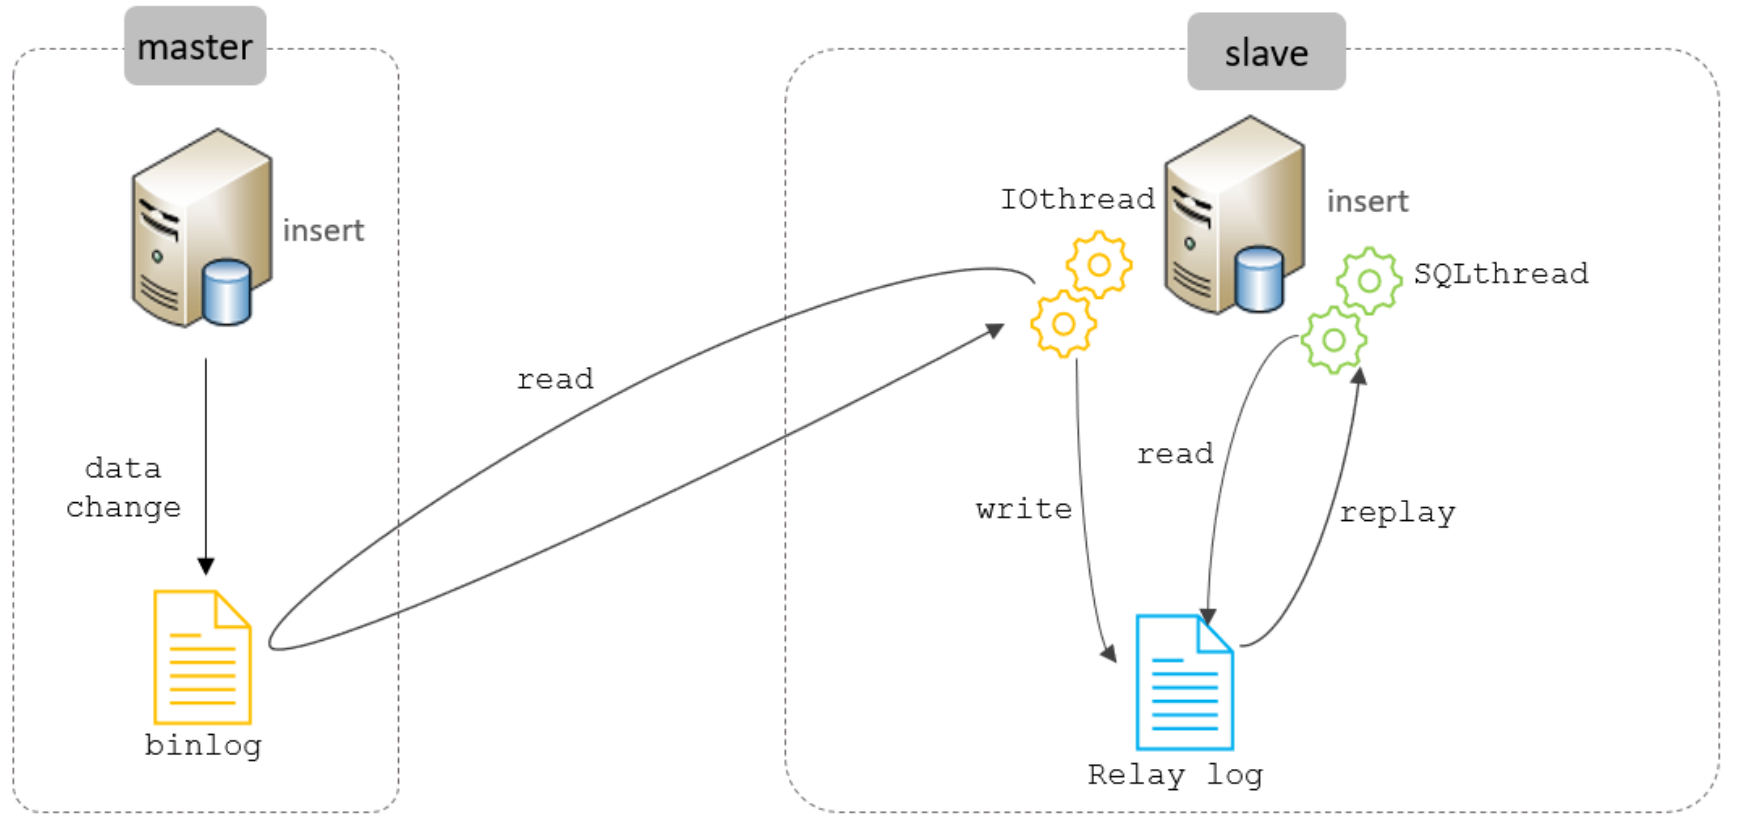 master
insert
data
change
binlog
read
slave
IOthread
insert
SQLthread
write
read
replay
Relay log